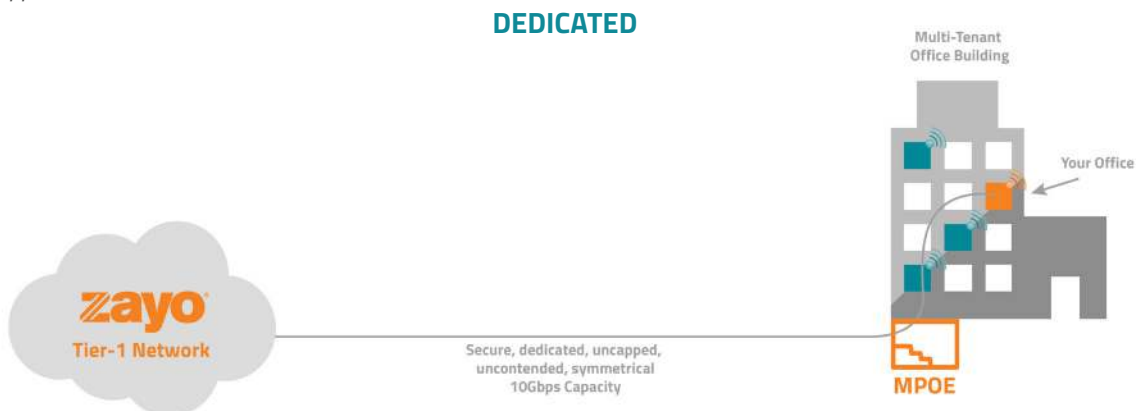 DEDICATED
Multi-Tenant
Office Building
Your Office
zayo
Tier-1 Network
Secure, dedicated, uncapped,
uncontended, symmetrical
10Gbps Capacity
MPOE